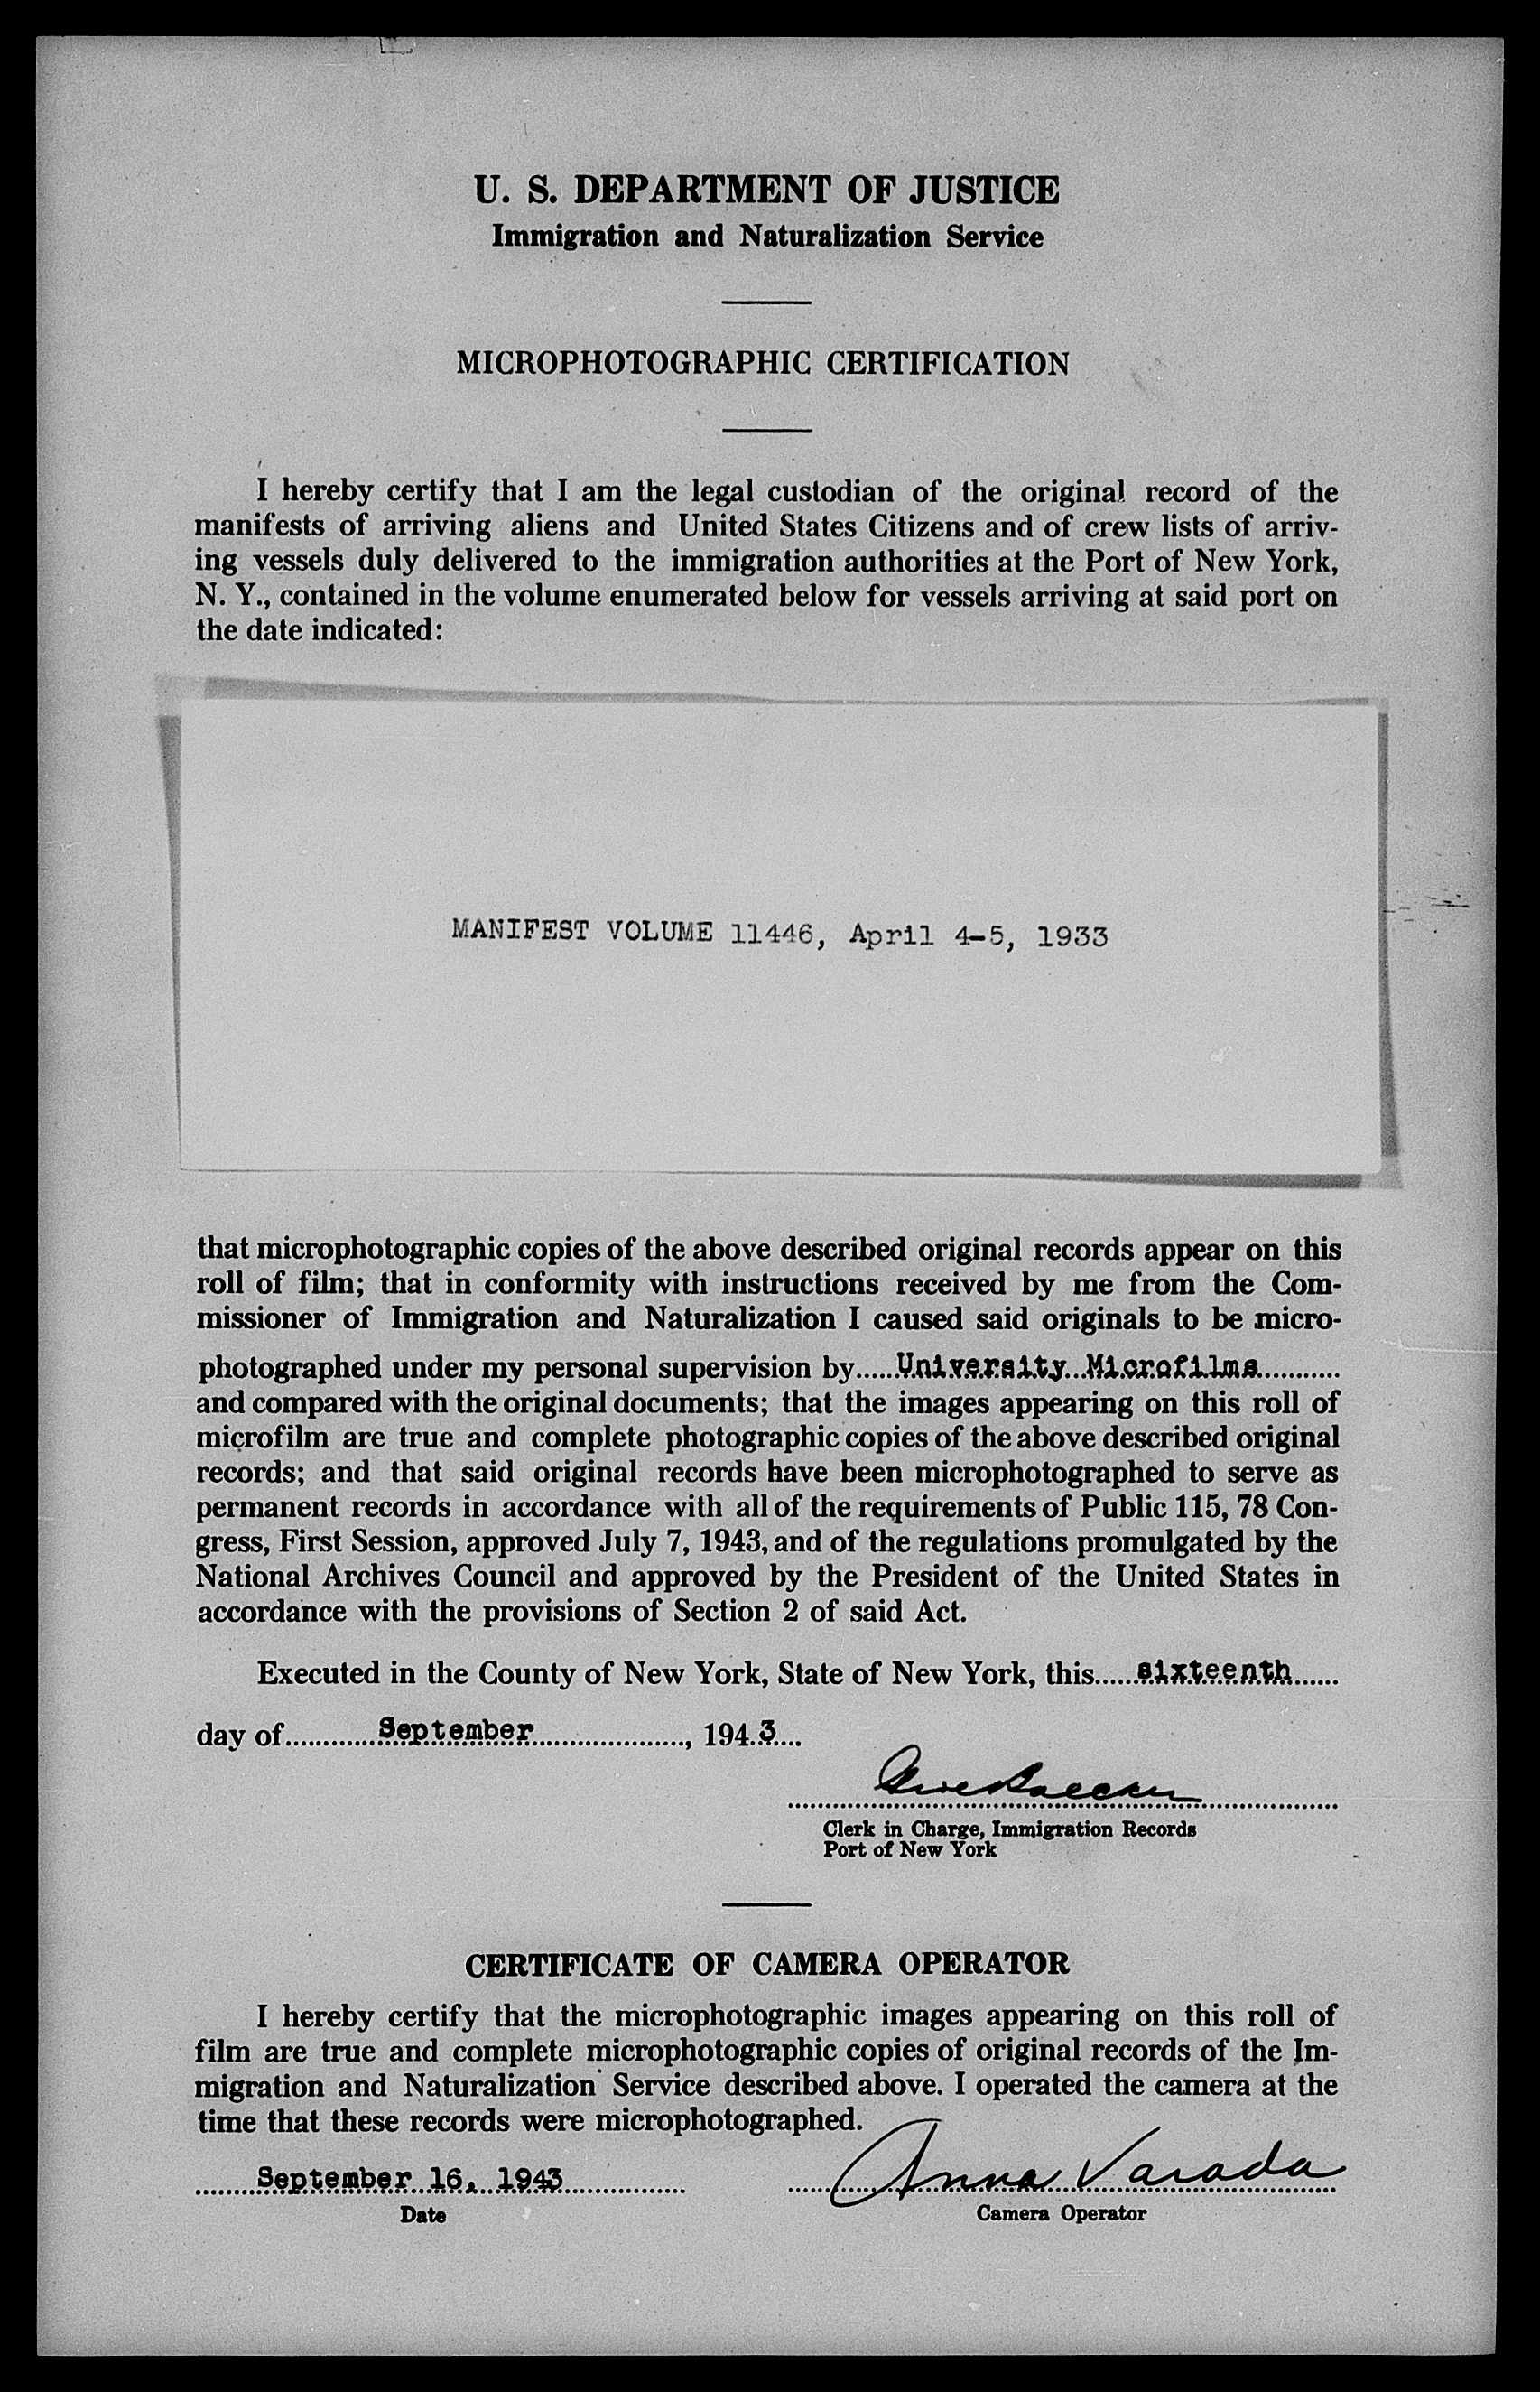 U. S. DEPARTMENT OF JUSTICE
Immigration and Naturalization Service
MICROPHOTOGRAPHIC CERTIFICATION
I hereby certify that I am the legal custodian of the original record of the
manifests of arriving aliens and United States Citizens and of crew lists of arriv-
ing vessels duly delivered to the immigration authorities at the Port of New York,
N. Y., contained in the volume enumerated below for vessels arriving at said port on
the date indicated:
MANIFEST VOLUME 11446, April 4-5, 1933
that microphotographic copies of the above described original records appear on this
roll of film; that in conformity with instructions received by me from the Com-
missioner of Immigration and Naturalization I caused said originals to be micro-
photographed under my personal supervision by University Microfilms
and compared with the original documents; that the images appearing on this roll of
microfilm are true and complete photographic copies of the above described original
records; and that said original records have been microphotographed to serve as
permanent records in accordance with all of the requirements of Public 115, 78 Con-
gress, First Session, approved July 7, 1943, and of the regulations promulgated by the
National Archives Council and approved by the President of the United States in
accordance with the provisions of Section 2 of said Act.
Executed in the County of New York, State of New York, this sixteenth
day of September, 1943
Clerk in Charge, Immigration Records
Port of New York
CERTIFICATE OF CAMERA OPERATOR
I hereby certify that the microphotographic images appearing on this roll of
film are true and complete microphotographic copies of original records of the Im-
migration and Naturalization Service described above. I operated the camera at the
time that these records were microphotographed.
September 16, 1943 Anna Varada
Date Camera Operator